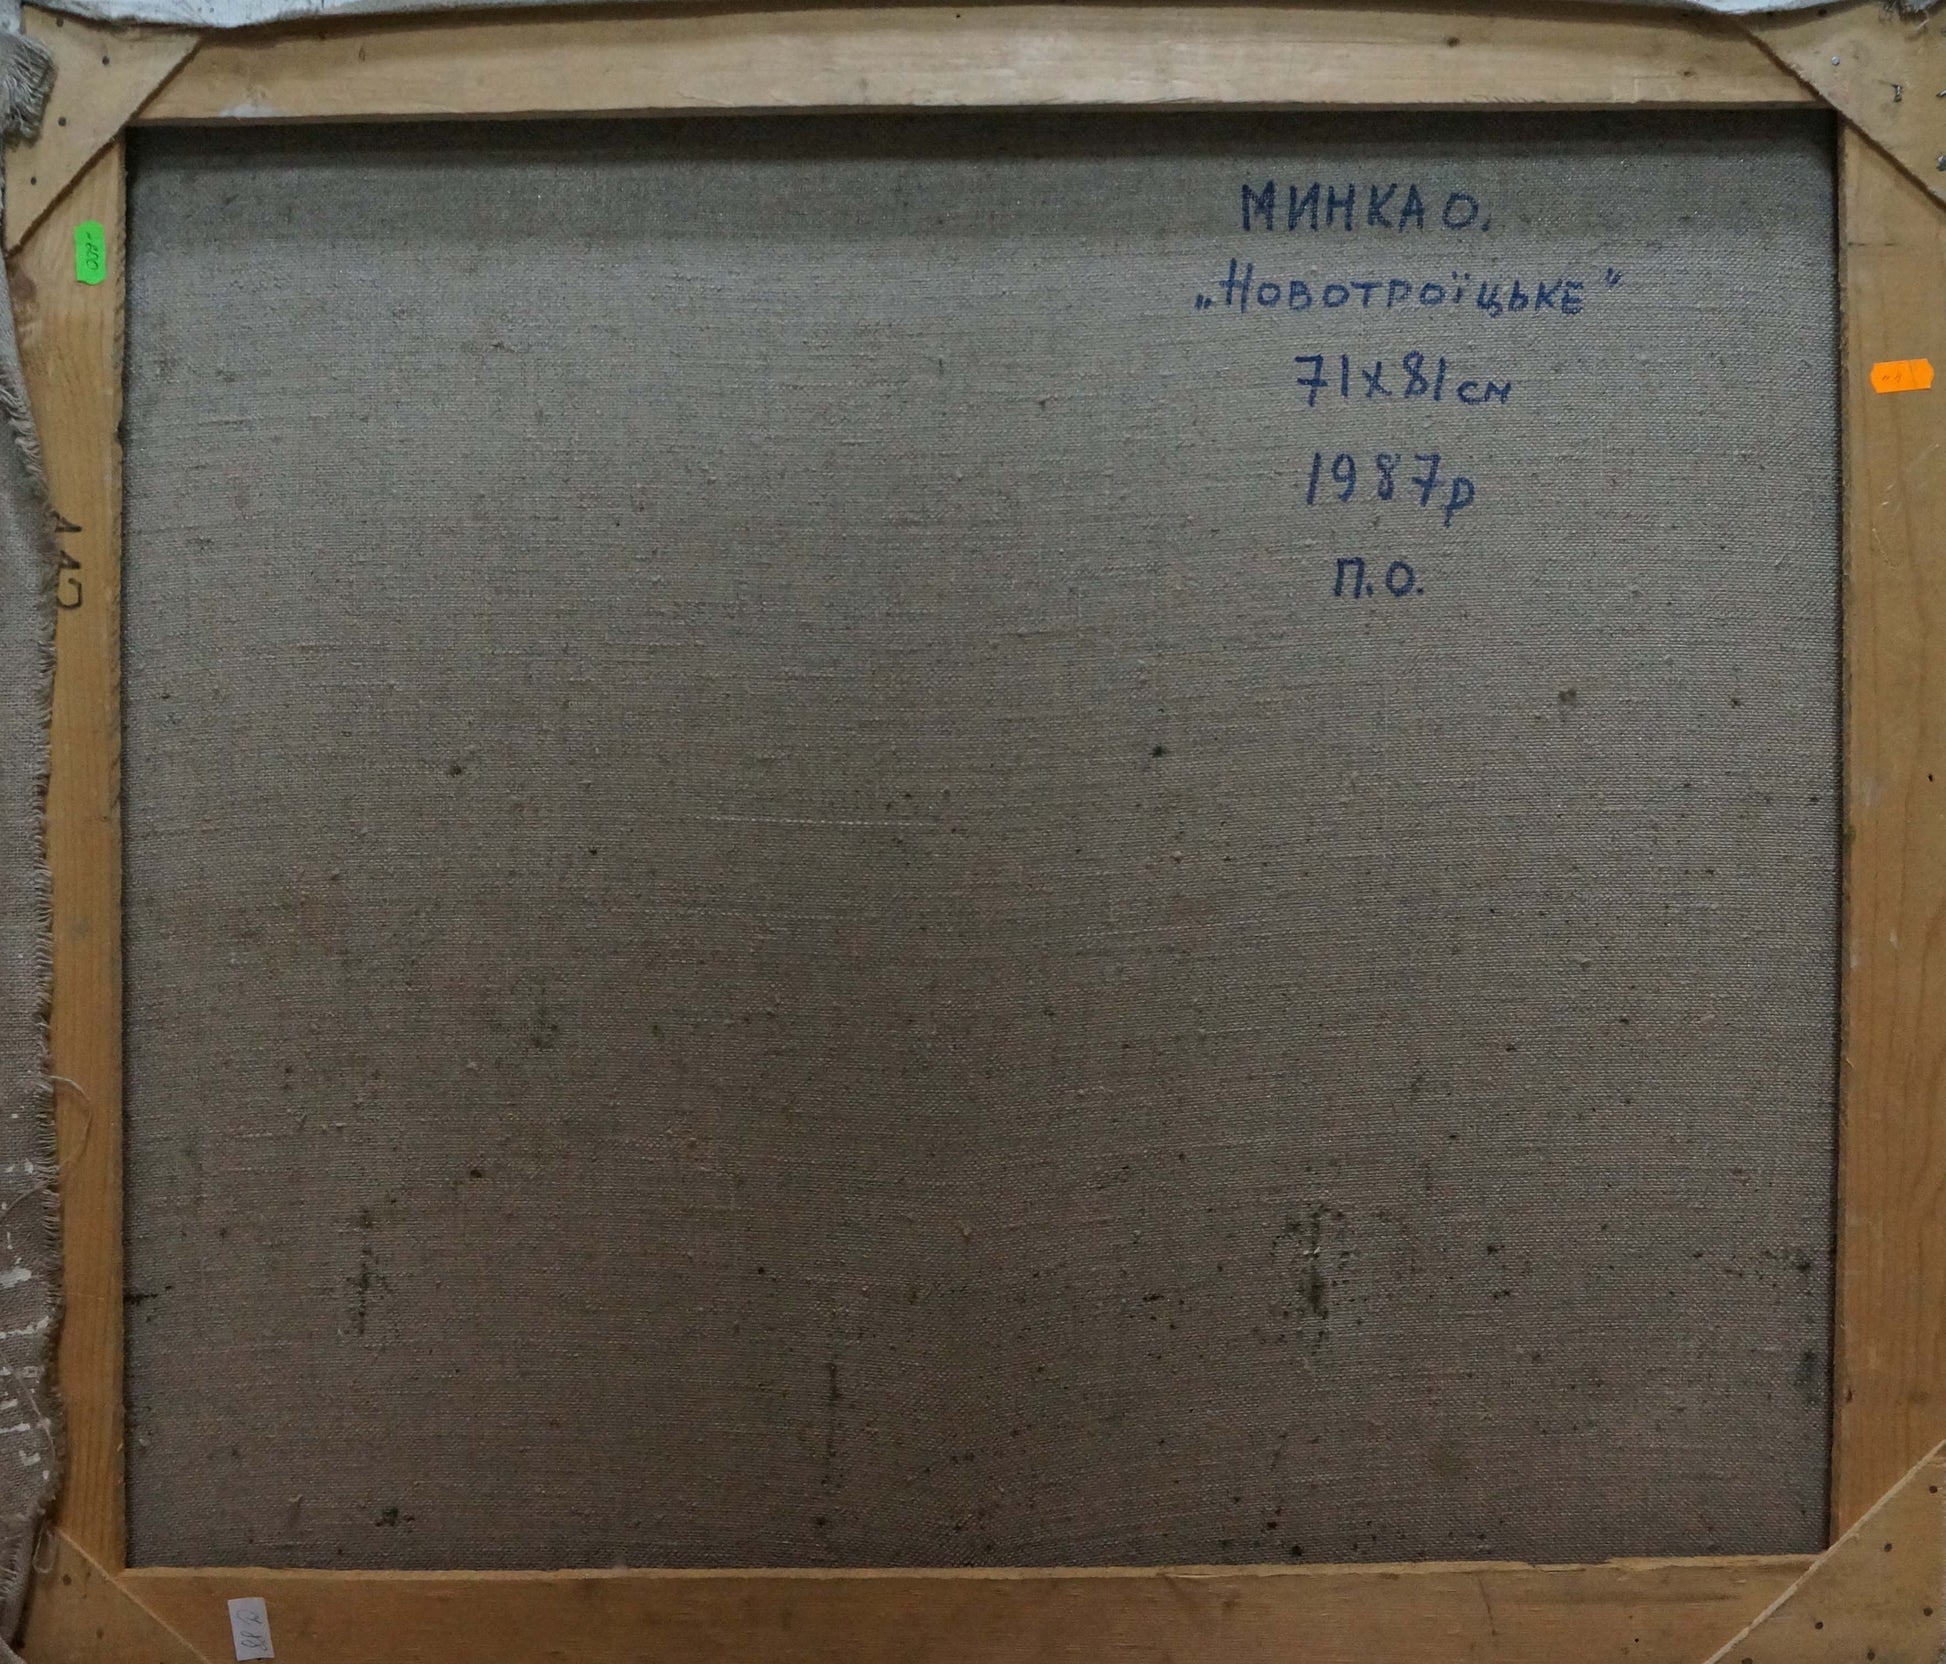 МИНКА О.
„Новотроїцьке"
71х81см
1987р
П.О.